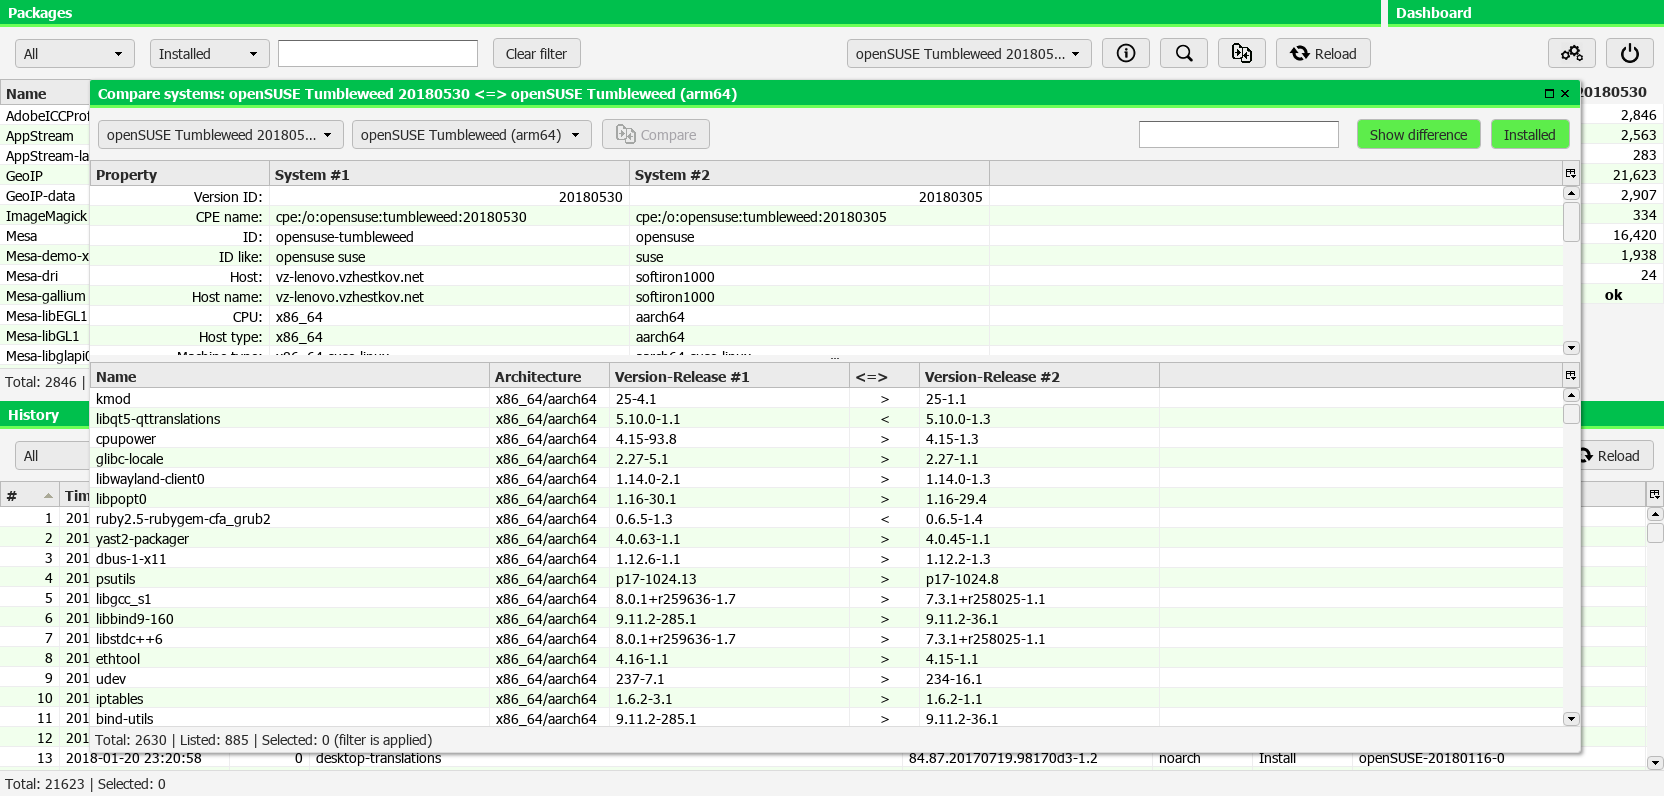 Packages
Dashboard
All
Installed
Clear filter
openSUSE Tumbleweed 201805...
Reload
Name
20180530
Compare systems: openSUSE Tumbleweed 20180530 <=> openSUSE Tumbleweed (arm64)
openSUSE Tumbleweed 201805...
openSUSE Tumbleweed (arm64)
Compare
Show difference
Installed
Property System #1 System #2
Version ID: 20180530 20180305
CPE name: cpe:/o:opensuse:tumbleweed:20180530 cpe:/o:opensuse:tumbleweed:20180305
ID: opensuse-tumbleweed opensuse
ID like: opensuse suse suse
Host: vz-lenovo.vzhestkov.net softiron1000
Host name: vz-lenovo.vzhestkov.net softiron1000
CPU: x86_64 aarch64
Host type: x86_64 aarch64
AppStream
GeoIP
GeoIP-data
ImageMagick
Mesa
Mesa-demo-x
Mesa-dri
Mesa-gallium
Mesa-libEGL1
Mesa-libGL1
Total: 2846 |
2,846
2,563
283
21,623
2,907
334
16,420
1,938
24
ok
Name Architecture Version-Release #1 <=> Version-Release #2
kmod x86_64/aarch64 25-4.1 > 25-1.1
libqt5-qttranslations x86_64/aarch64 5.10.0-1.1 < 5.10.0-1.3
cpupower x86_64/aarch64 4.15-93.8 > 4.15-1.3
glibc-locale x86_64/aarch64 2.27-5.1 > 2.27-1.1
libwayland-client0 x86_64/aarch64 1.14.0-2.1 > 1.14.0-1.3
libpopt0 x86_64/aarch64 1.16-30.1 > 1.16-29.4
ruby2.5-rubygem-cfa_grub2 x86_64/aarch64 0.6.5-1.3 < 0.6.5-1.4
yast2-packager x86_64/aarch64 4.0.63-1.1 > 4.0.45-1.1
dbus-1-x11 x86_64/aarch64 1.12.6-1.1 > 1.12.2-1.3
psutils x86_64/aarch64 p17-1024.13 > p17-1024.8
libgcc_s1 x86_64/aarch64 8.0.1+r259636-1.7 > 7.3.1+r258025-1.1
libbind9-160 x86_64/aarch64 9.11.2-285.1 > 9.11.2-36.1
libstdc++6 x86_64/aarch64 8.0.1+r259636-1.7 > 7.3.1+r258025-1.1
ethtool x86_64/aarch64 4.16-1.1 > 4.15-1.1
udev x86_64/aarch64 237-7.1 > 234-16.1
iptables x86_64/aarch64 1.6.2-3.1 > 1.6.2-1.1
bind-utils x86_64/aarch64 9.11.2-285.1 > 9.11.2-36.1
Total: 2630 | Listed: 885 | Selected: 0 (filter is applied)
History
All
Reload
# Tim
1 201
2 201
3 201
4 201
5 201
6 201
7 201
8 201
9 201
10 201
11 201
12 201
13 2018-01-20 23:20:58 0 desktop-translations 84.87.20170719.98170d3-1.2 noarch Install openSUSE-20180116-0
Total: 21623 | Selected: 0